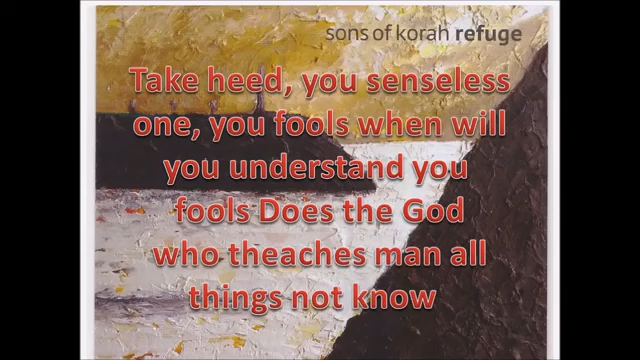 sons of korah refuge
Take heed, you senseless
one, you fools when will
you understand you
fools Does the God
who theaches man all
things not know